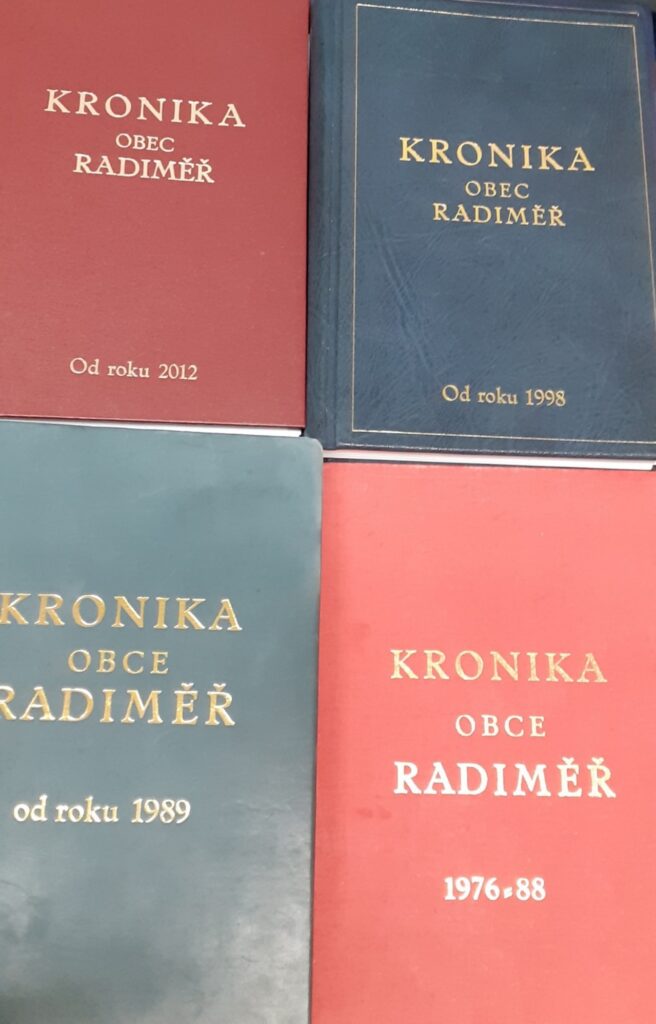 KRONIKA
OBEC
RADIMĚŘ
Od roku 2012
KRONIKA
OBEC
RADIMĚŘ
Od roku 1998
KRONIKA
OBCE
RADIMĚŘ
od roku 1989
KRONIKA
OBCE
RADIMĚŘ
1976-88